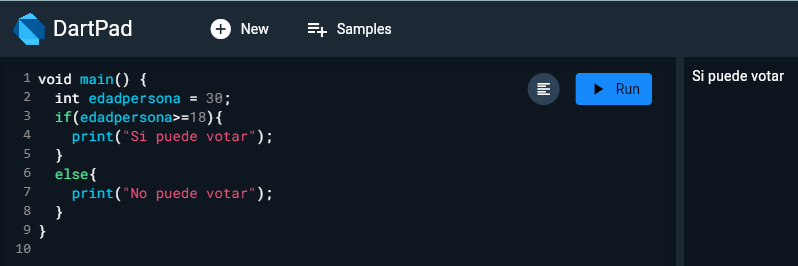 DartPad New Samples
1 void main() {
2 int edadpersona = 30;
3 if(edadpersona>=18){
4 print("Si puede votar");
5 }
6 else{
7 print("No puede votar");
8 }
9 }
10
Run
Si puede votar